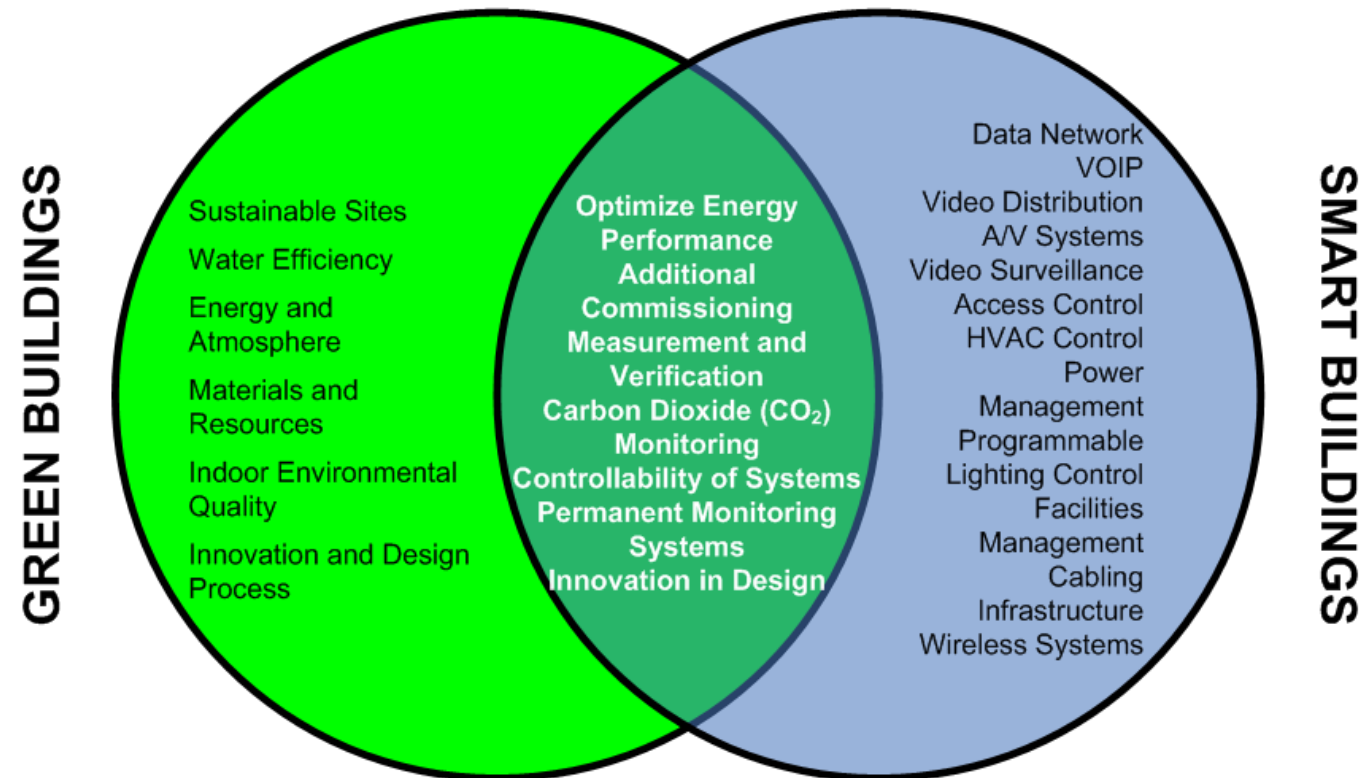 GREEN BUILDINGS
Sustainable Sites
Water Efficiency
Energy and
Atmosphere
Materials and
Resources
Indoor Environmental
Quality
Innovation and Design
Process
Optimize Energy
Performance
Additional
Commissioning
Measurement and
Verification
Carbon Dioxide (CO₂)
Monitoring
Controllability of Systems
Permanent Monitoring
Systems
Innovation in Design
Data Network
VOIP
Video Distribution
A/V Systems
Video Surveillance
Access Control
HVAC Control
Power
Management
Programmable
Lighting Control
Facilities
Management
Cabling
Infrastructure
Wireless Systems
SMART BUILDINGS